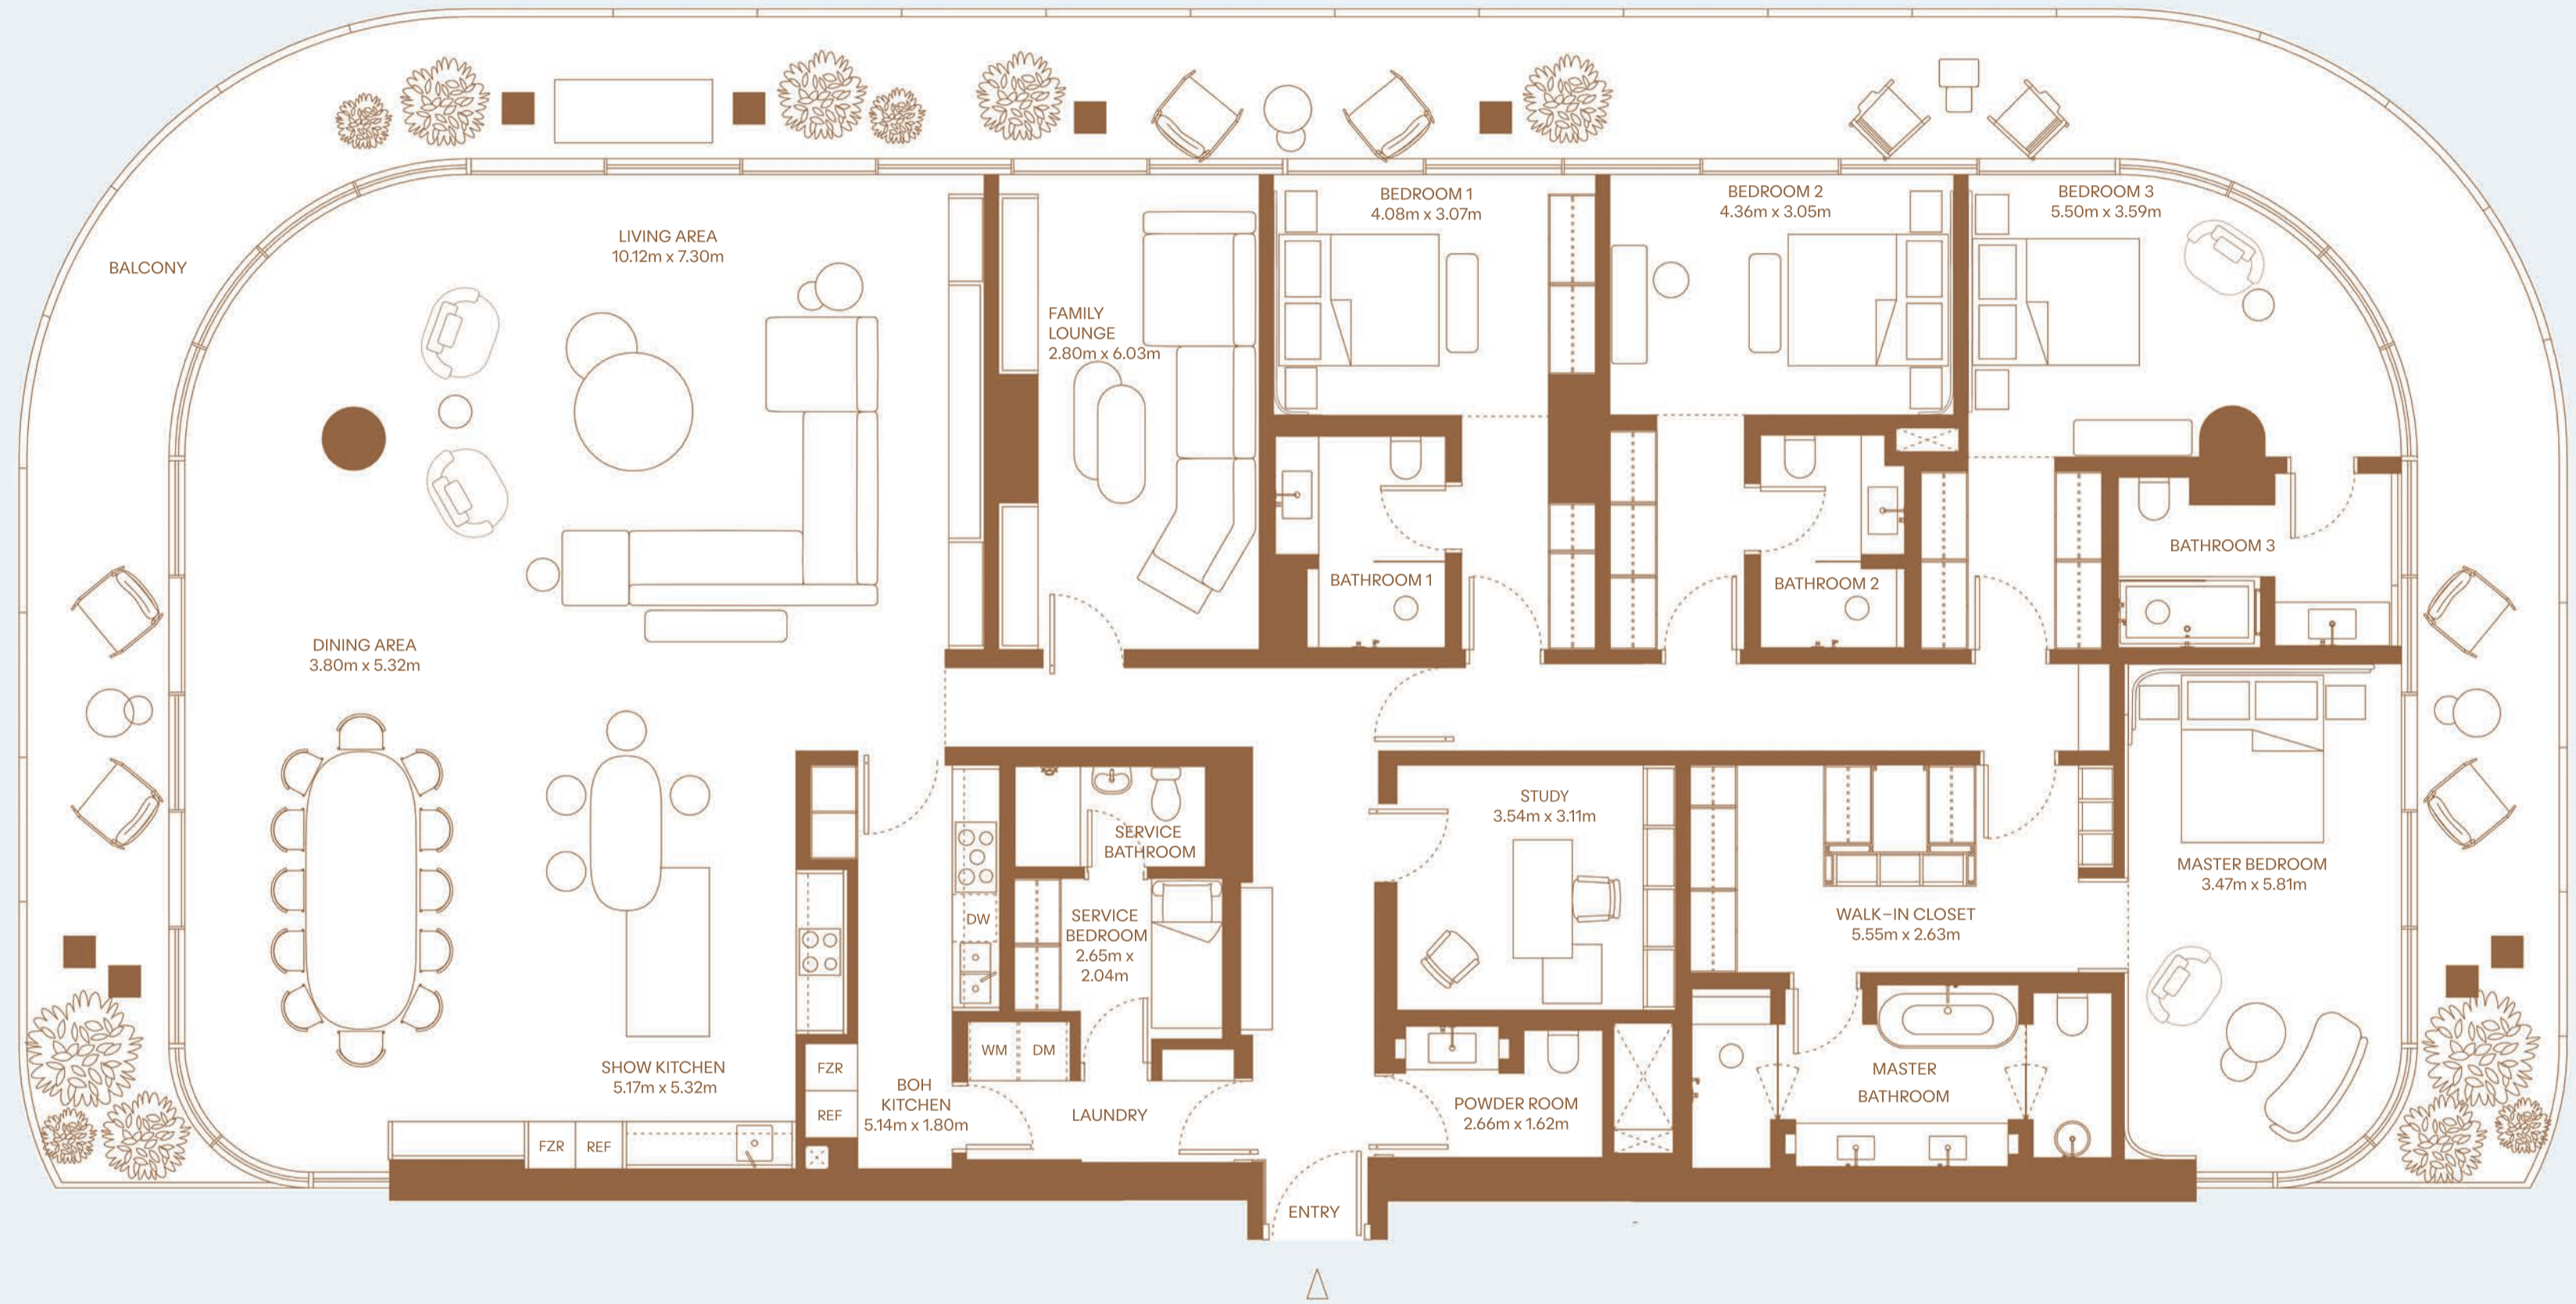 BEDROOM 1
4.08m x 3.07m
BEDROOM 2
4.36m x 3.05m
BEDROOM 3
5.50m x 3.59m
LIVING AREA
10.12m x 7.30m
BALCONY
FAMILY
LOUNGE
2.80m x 6.03m
BATHROOM 1
BATHROOM 2
BATHROOM 3
DINING AREA
3.80m x 5.32m
STUDY
3.54m x 3.11m
SERVICE
BATHROOM
MASTER BEDROOM
3.47m x 5.81m
DW
SERVICE
BEDROOM
2.65m x
2.04m
WALK-IN CLOSET
5.55m x 2.63m
WM
DM
SHOW KITCHEN
5.17m x 5.32m
FZR
REF
BOH
KITCHEN
5.14m x 1.80m
LAUNDRY
POWDER ROOM
2.66m x 1.62m
MASTER
BATHROOM
FZR
REF
ENTRY